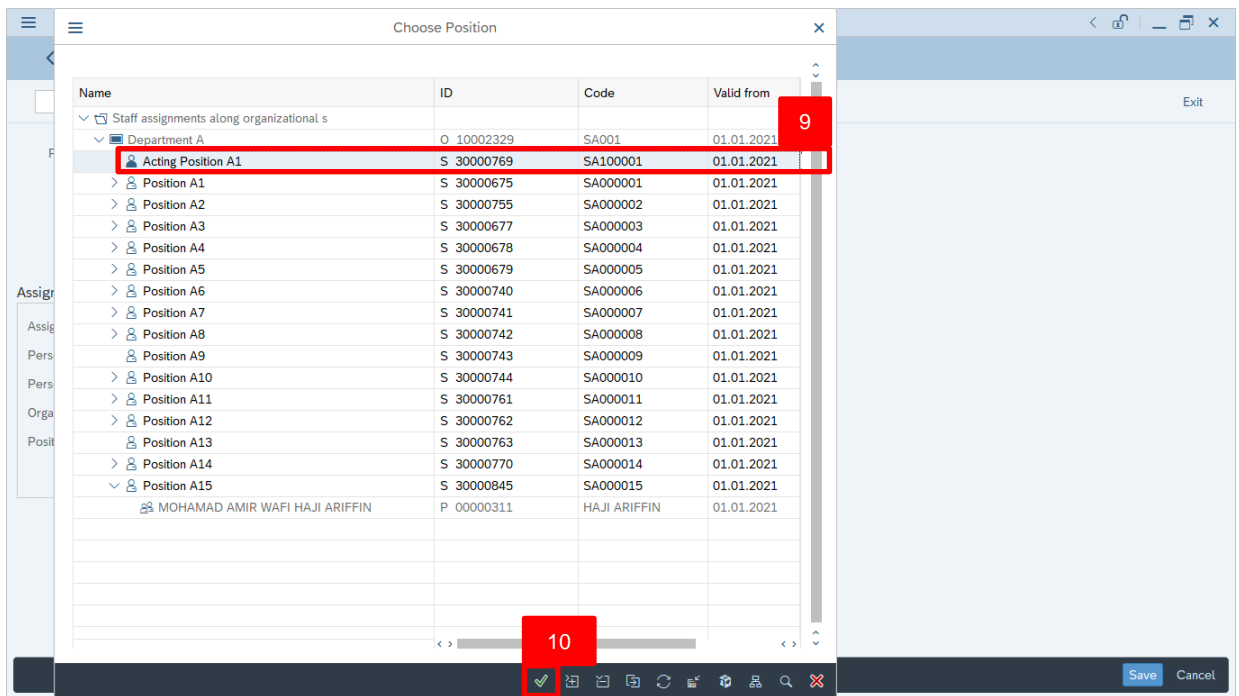 Choose Position
Name ID Code Valid from
Exit
9
Staff assignments along organizational s
Department A O 10002329 SA001 01.01.2021
F
Acting Position A1 S 30000769 SA100001 01.01.2021
Position A1 S 30000675 SA000001 01.01.2021
Position A2 S 30000755 SA000002 01.01.2021
Position A3 S 30000677 SA000003 01.01.2021
Position A4 S 30000678 SA000004 01.01.2021
Position A5 S 30000679 SA000005 01.01.2021
Assigr
Position A6 S 30000740 SA000006 01.01.2021
Position A7 S 30000741 SA000007 01.01.2021
Assig
Position A8 S 30000742 SA000008 01.01.2021
Pers
Position A9 S 30000743 SA000009 01.01.2021
Position A10 S 30000744 SA000010 01.01.2021
Pers
Position A11 S 30000761 SA000011 01.01.2021
Orga
Position A12 S 30000762 SA000012 01.01.2021
Posit
Position A13 S 30000763 SA000013 01.01.2021
Position A14 S 30000770 SA000014 01.01.2021
Position A15 S 30000845 SA000015 01.01.2021
MOHAMAD AMIR WAFI HAJI ARIFFIN P 00000311 HAJI ARIFFIN 01.01.2021
10
Save Cancel